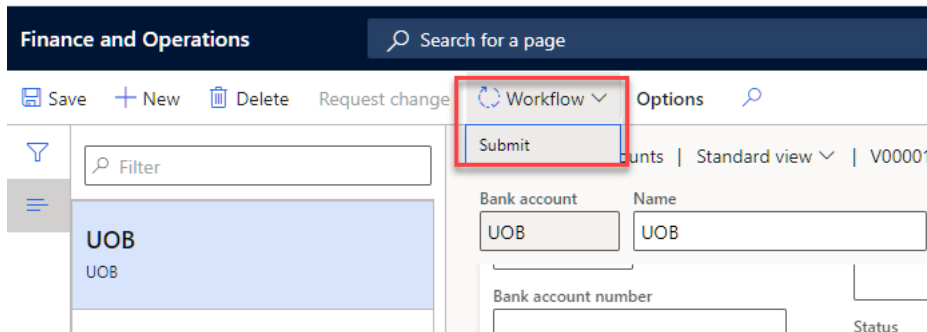 Finance and Operations
Search for a page
Save New Delete Request change Workflow Options
Submit
Filter
Standard view | V00001
Bank account Name
UOB UOB
UOB
UOB
Bank account number
Status